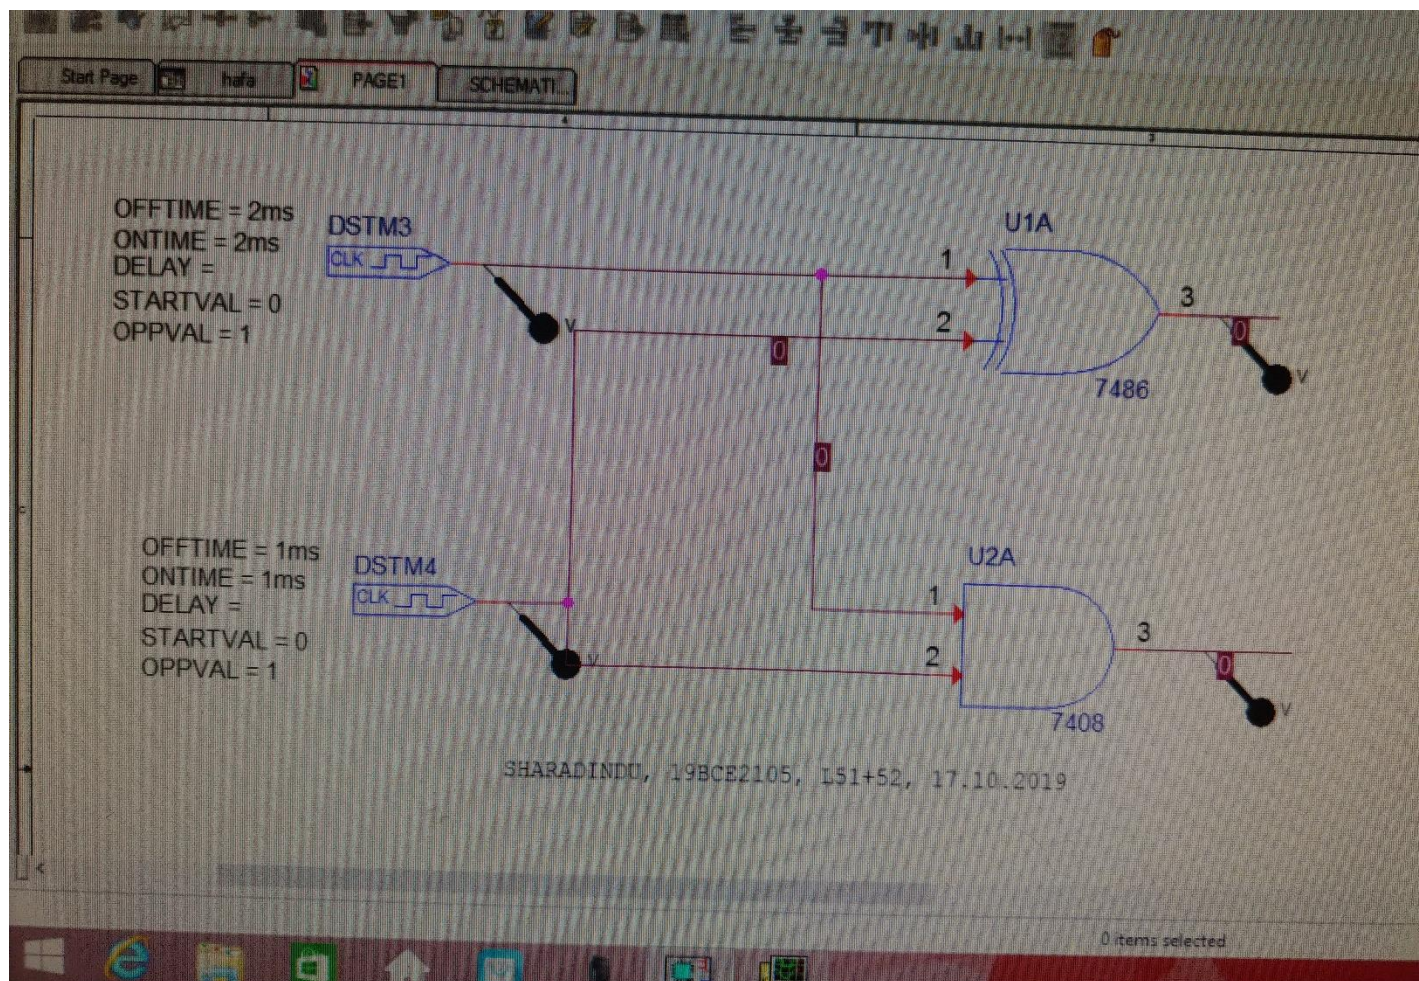 Start Page
hafa
PAGE1
SCHEMATI...
4
3
OFFTIME = 2ms
ONTIME = 2ms
DELAY =
STARTVAL = 0
OPPVAL = 1
DSTM3
CLK
V
0
0
1
2
U1A
3
7486
0
V
OFFTIME = 1ms
ONTIME = 1ms
DELAY =
STARTVAL = 0
OPPVAL = 1
DSTM4
CLK
V
1
2
U2A
3
7408
0
V
C
SHARADINDU, 19BCE2105, L51+52, 17.10.2019
0 items selected